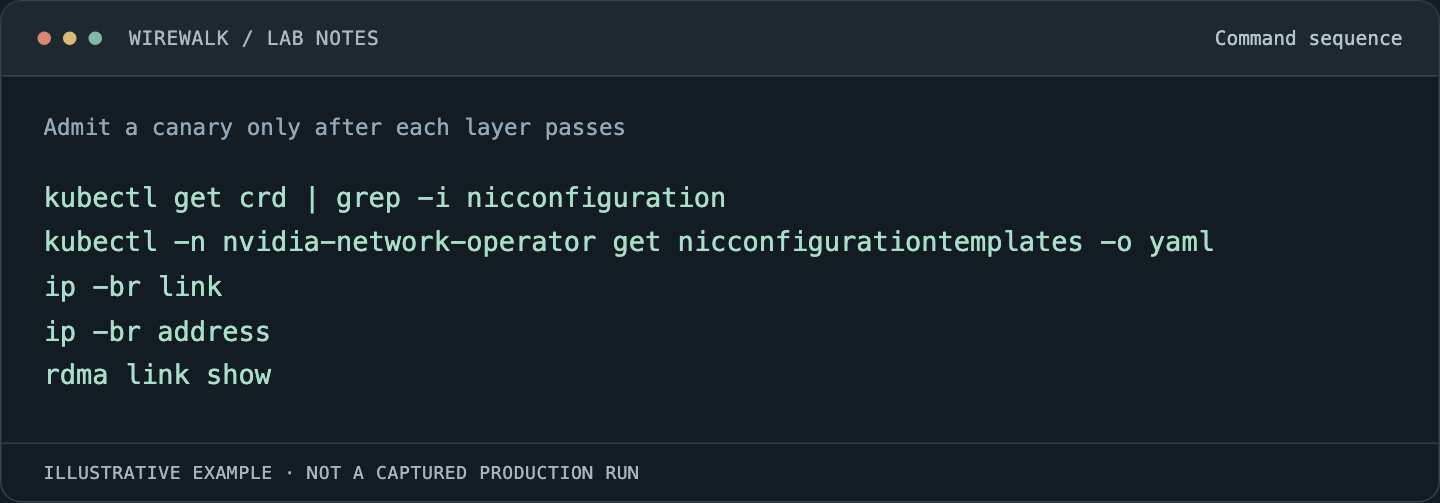 WIREWALK / LAB NOTES
Command sequence
Admit a canary only after each layer passes
kubectl get crd | grep -i nicconfiguration
kubectl -n nvidia-network-operator get nicconfigurationtemplates -o yaml
ip -br link
ip -br address
rdma link show
ILLUSTRATIVE EXAMPLE · NOT A CAPTURED PRODUCTION RUN